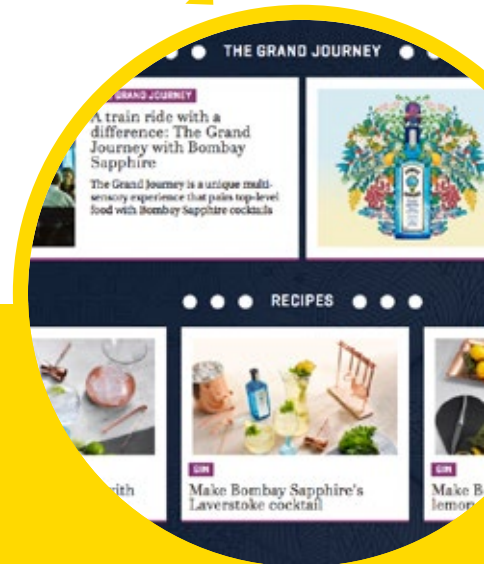 THE GRAND JOURNEY
GRAND JOURNEY
A train ride with a
difference: The Grand
Journey with Bombay
Sapphire
The Grand Journey is a unique multi-
sensory experience that pairs top-level
food with Bombay Sapphire cocktails
RECIPES
with
GIN
Make Bombay Sapphire's
Laverstoke cocktail
GIN
Make B
lemon